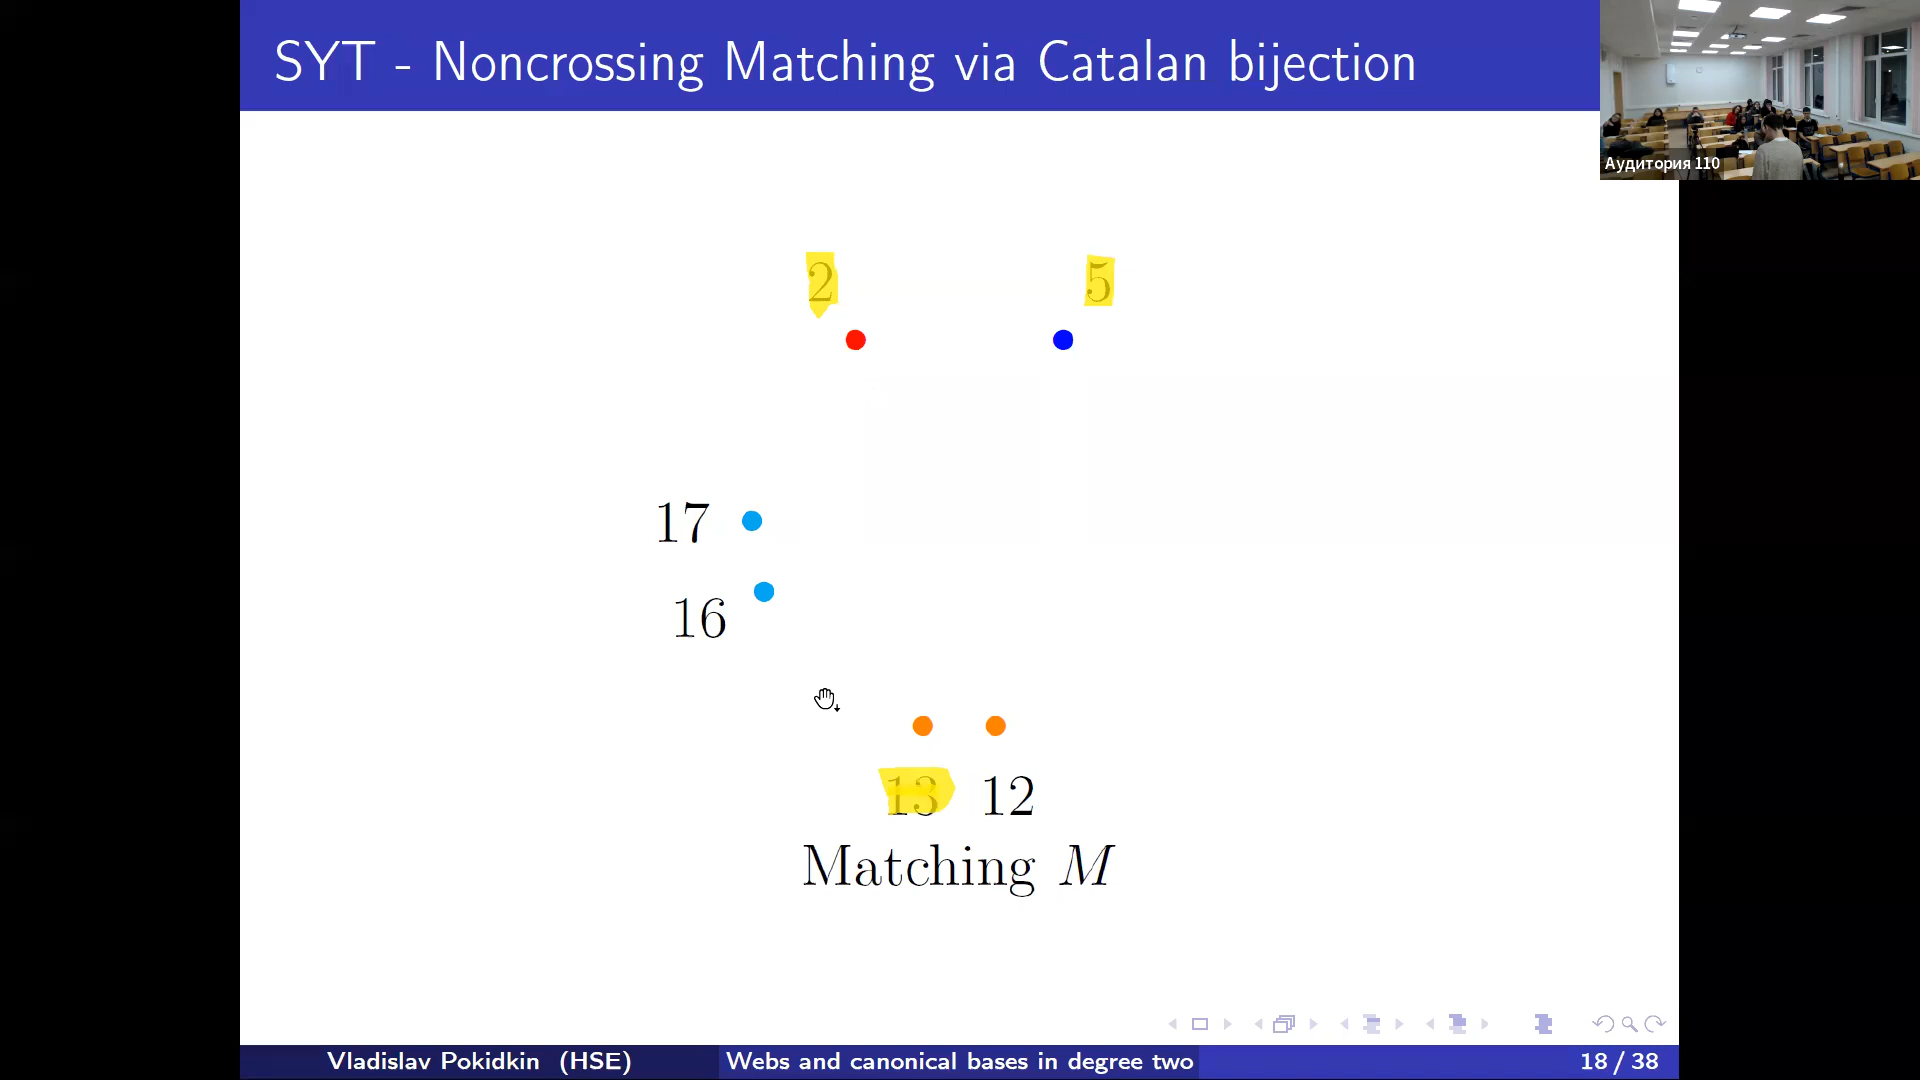 SYT - Noncrossing Matching via Catalan bijection
Аудитория 110
2
5
17
16
13
12
Matching M
Vladislav Pokidkin (HSE)
Webs and canonical bases in degree two
18 / 38